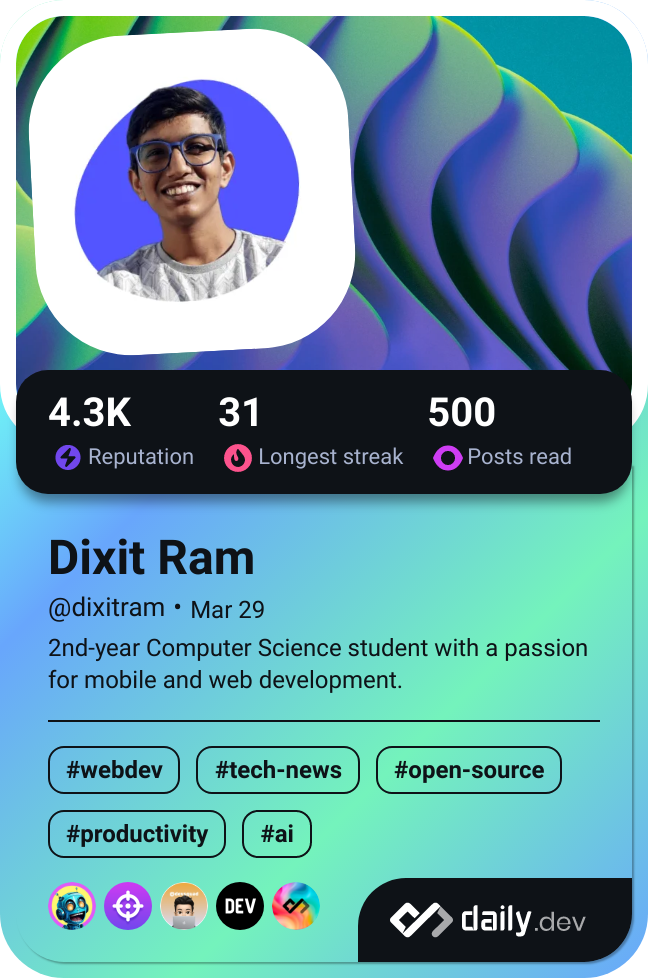 4.3K 31 500
Reputation Longest streak Posts read
Dixit Ram
@dixitram • Mar 29
2nd-year Computer Science student with a passion
for mobile and web development.
#webdev #tech-news #open-source
#productivity #ai
DEV
daily.dev